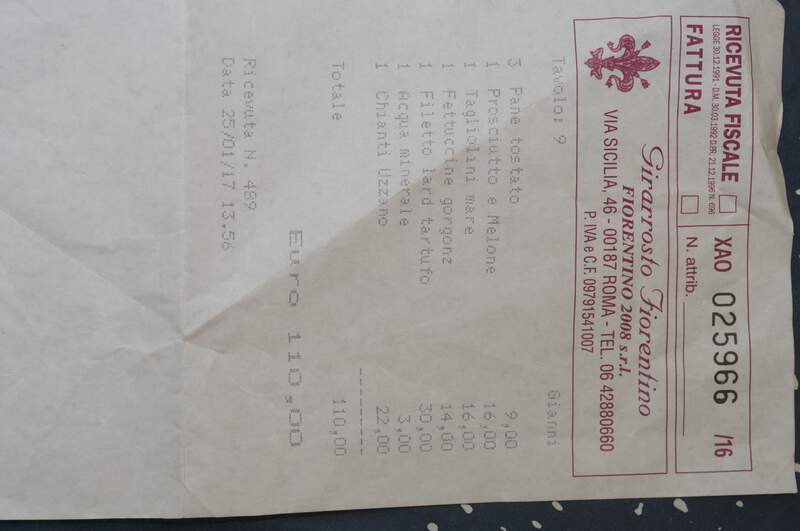 RICEVUTA FISCALE XAO 025966 /16
LEGGE 30.12.1991 - D.M. 30.03.1992 D.P.R. 21.12.1996 N. 696
FATTURA N. attrib.
Girarrosto Fiorentino
FIORENTINO 2008 s.r.l.
VIA SICILIA, 46 - 00187 ROMA - TEL. 06 42880660
P. IVA e C.F. 09791541007
Tavolo: 9 Gianni
3 Pane tostato 9,00
1 Prosciutto e Melone 16,00
1 Tagliolini mare 16,00
1 Fettuccine gorgonz 14,00
1 Filetto lard tartufo 30,00
1 Acqua minerale 3,00
1 Chianti Uzzano 22,00
---------
Totale 110,00
Euro 110.00
Ricevuta N. 489
Data 25/01/17 13.56